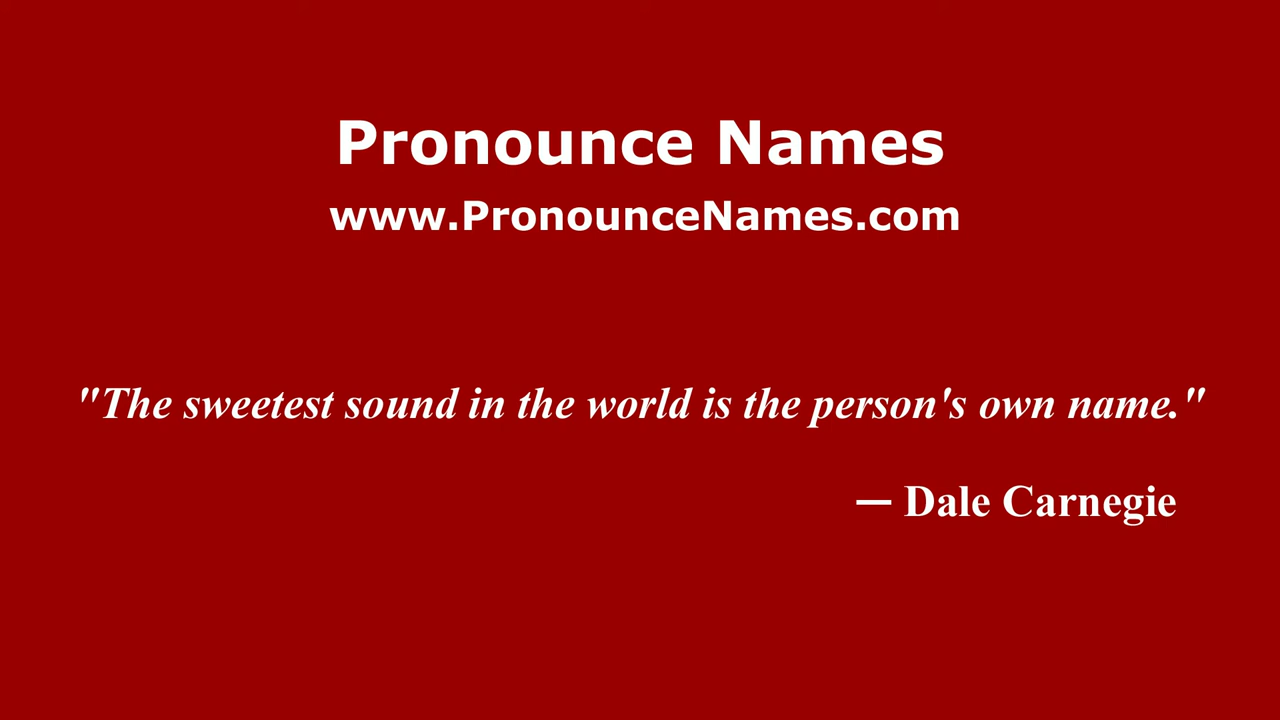 Pronounce Names
www.PronounceNames.com
"The sweetest sound in the world is the person's own name."
— Dale Carnegie